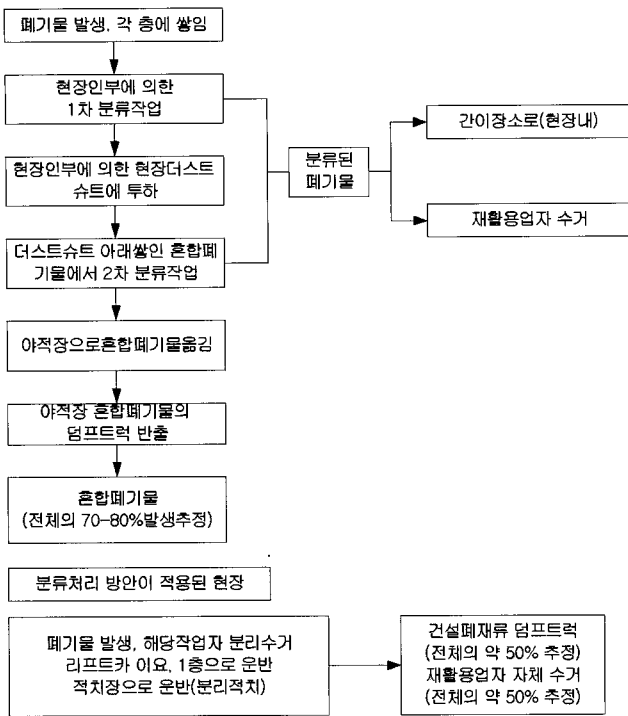 폐기물 발생, 각 층에 쌓임
현장인부에 의한
1차 분류작업
현장인부에 의한 현장더스트
슈트에 투하
더스트슈트 아래쌓인 혼합폐
기물에서 2차 분류작업
분류된
폐기물
간이장소로(현장내)
재활용업자 수거
야적장으로혼합폐기물옮김
야적장 혼합폐기물의
덤프트럭 반출
혼합폐기물
(전체의 70-80%발생추정)
분류처리 방안이 적용된 현장
폐기물 발생, 해당작업자 분리수거
리프트카 이요, 1층으로 운반
적치장으로 운반(분리적치)
건설폐재류 덤프트럭
(전체의 약 50% 추정)
재활용업자 자체 수거
(전체의 약 50% 추정)